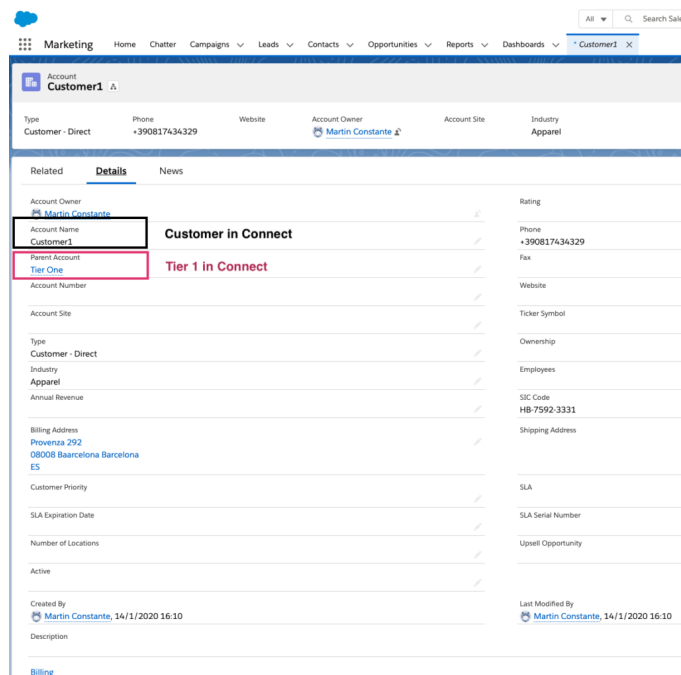 All
Search Sale
Marketing Home Chatter Campaigns Leads Contacts Opportunities Reports Dashboards * Customer1
Account
Customer1
Type Phone Website Account Owner Account Site Industry
Customer - Direct +390817434329 Martin Constante Apparel
Related Details News
Account Owner Rating
Martin Constante
Account Name Phone
Customer1 Customer in Connect +390817434329
Parent Account Fax
Tier One Tier 1 in Connect
Account Number Website
Account Site Ticker Symbol
Type Ownership
Customer - Direct
Industry Employees
Apparel
Annual Revenue SIC Code
HB-7592-3331
Billing Address Shipping Address
Provenza 292
08008 Baarcelona Barcelona
ES
Customer Priority SLA
SLA Expiration Date SLA Serial Number
Number of Locations Upsell Opportunity
Active
Created By Last Modified By
Martin Constante, 14/1/2020 16:10 Martin Constante, 14/1/2020 16:10
Description
Billing